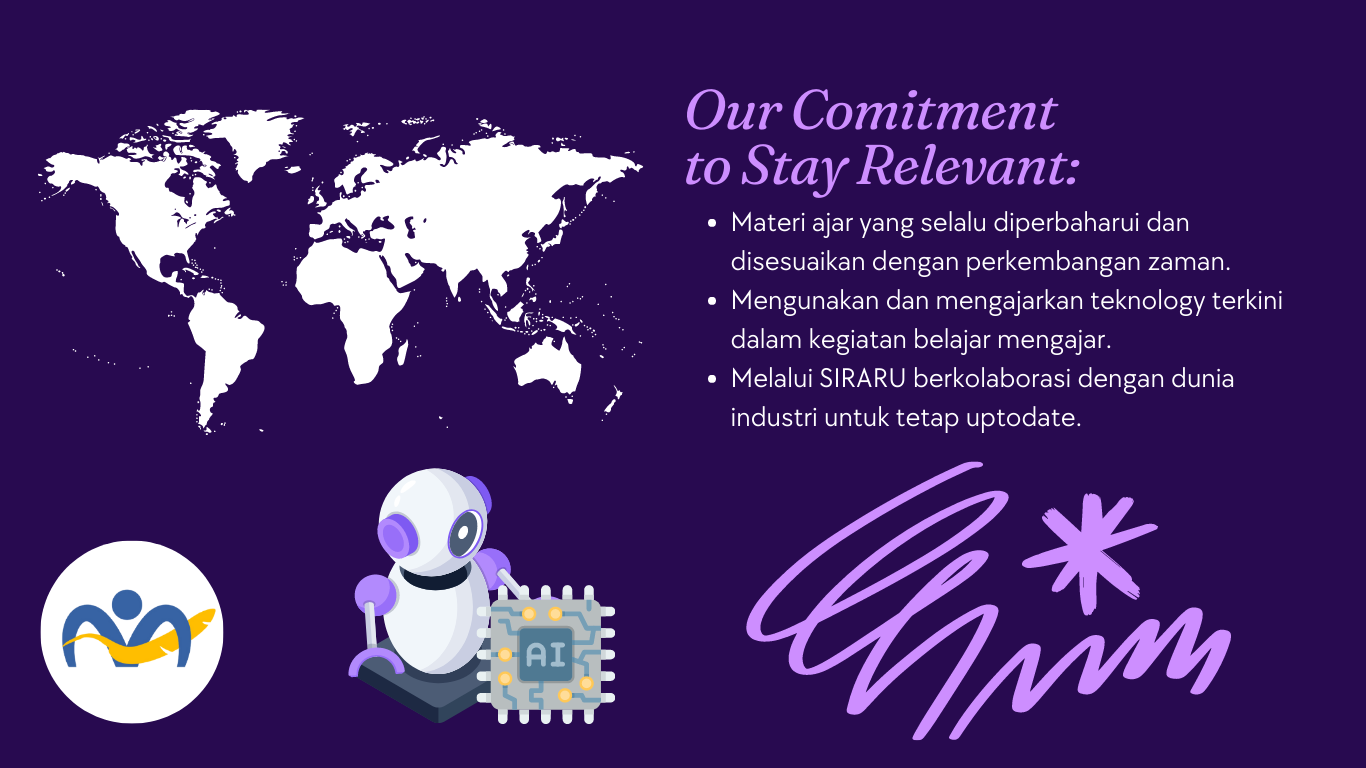 Our Comitment
to Stay Relevant:
• Materi ajar yang selalu diperbaharui dan
disesuaikan dengan perkembangan zaman.
• Mengunakan dan mengajarkan teknology terkini
dalam kegiatan belajar mengajar.
• Melalui SIRARU berkolaborasi dengan dunia
industri untuk tetap uptodate.
AI